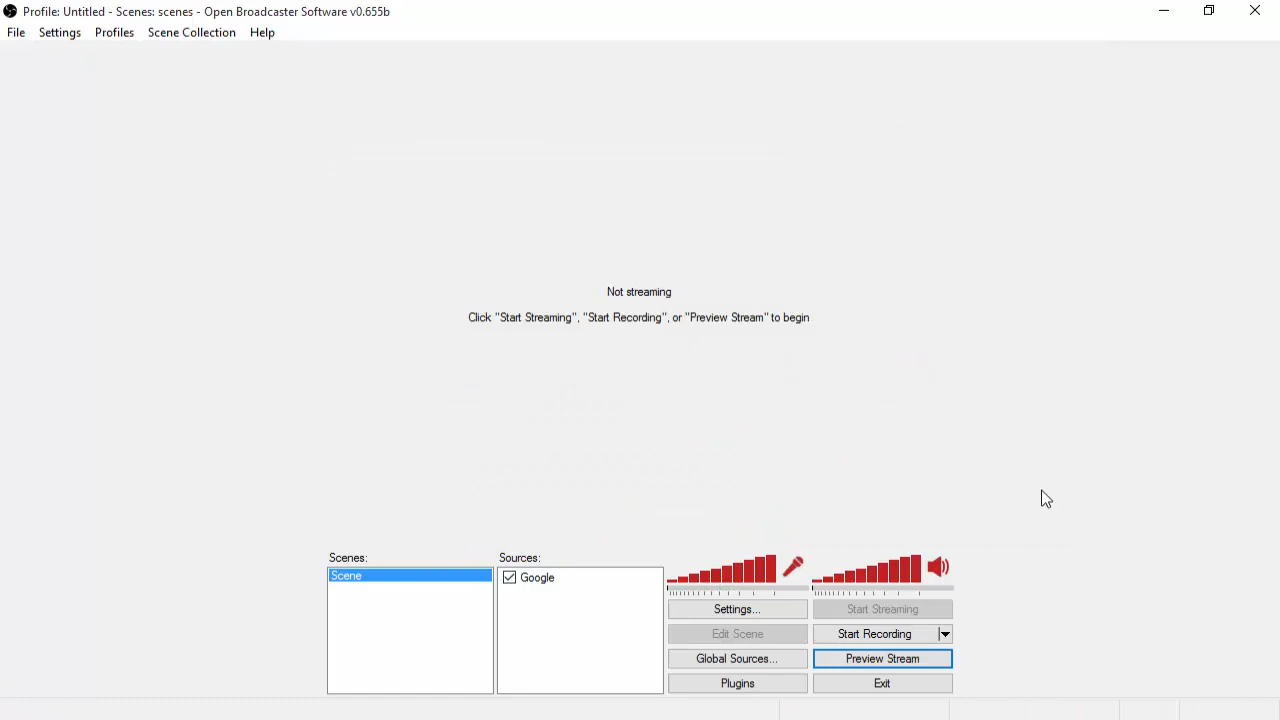 Profile: Untitled - Scenes: scenes - Open Broadcaster Software v0.655b
File Settings Profiles Scene Collection Help
Not streaming
Click "Start Streaming", "Start Recording", or "Preview Stream" to begin
Scenes:
Scene
Sources:
Google
Settings...
Start Streaming
Edit Scene
Start Recording
Global Sources...
Preview Stream
Plugins
Exit